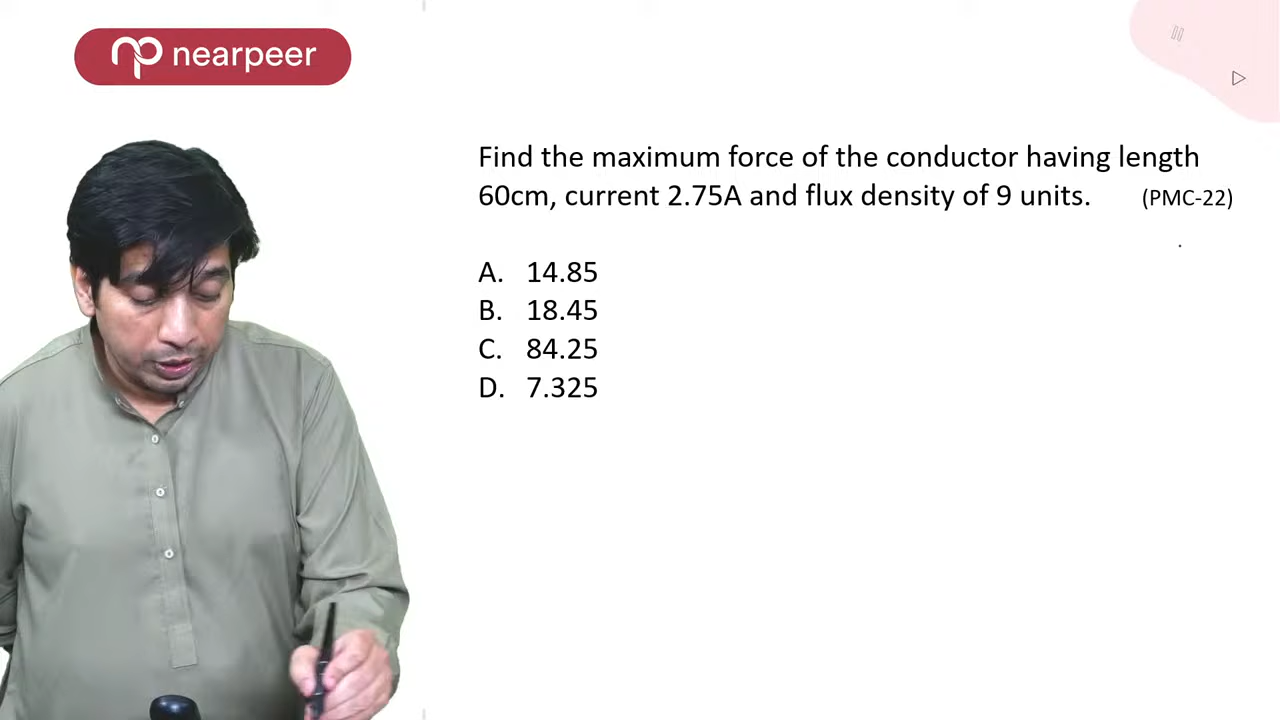 nearpeer
Find the maximum force of the conductor having length
60cm, current 2.75A and flux density of 9 units. (PMC-22)
A. 14.85
B. 18.45
C. 84.25
D. 7.325